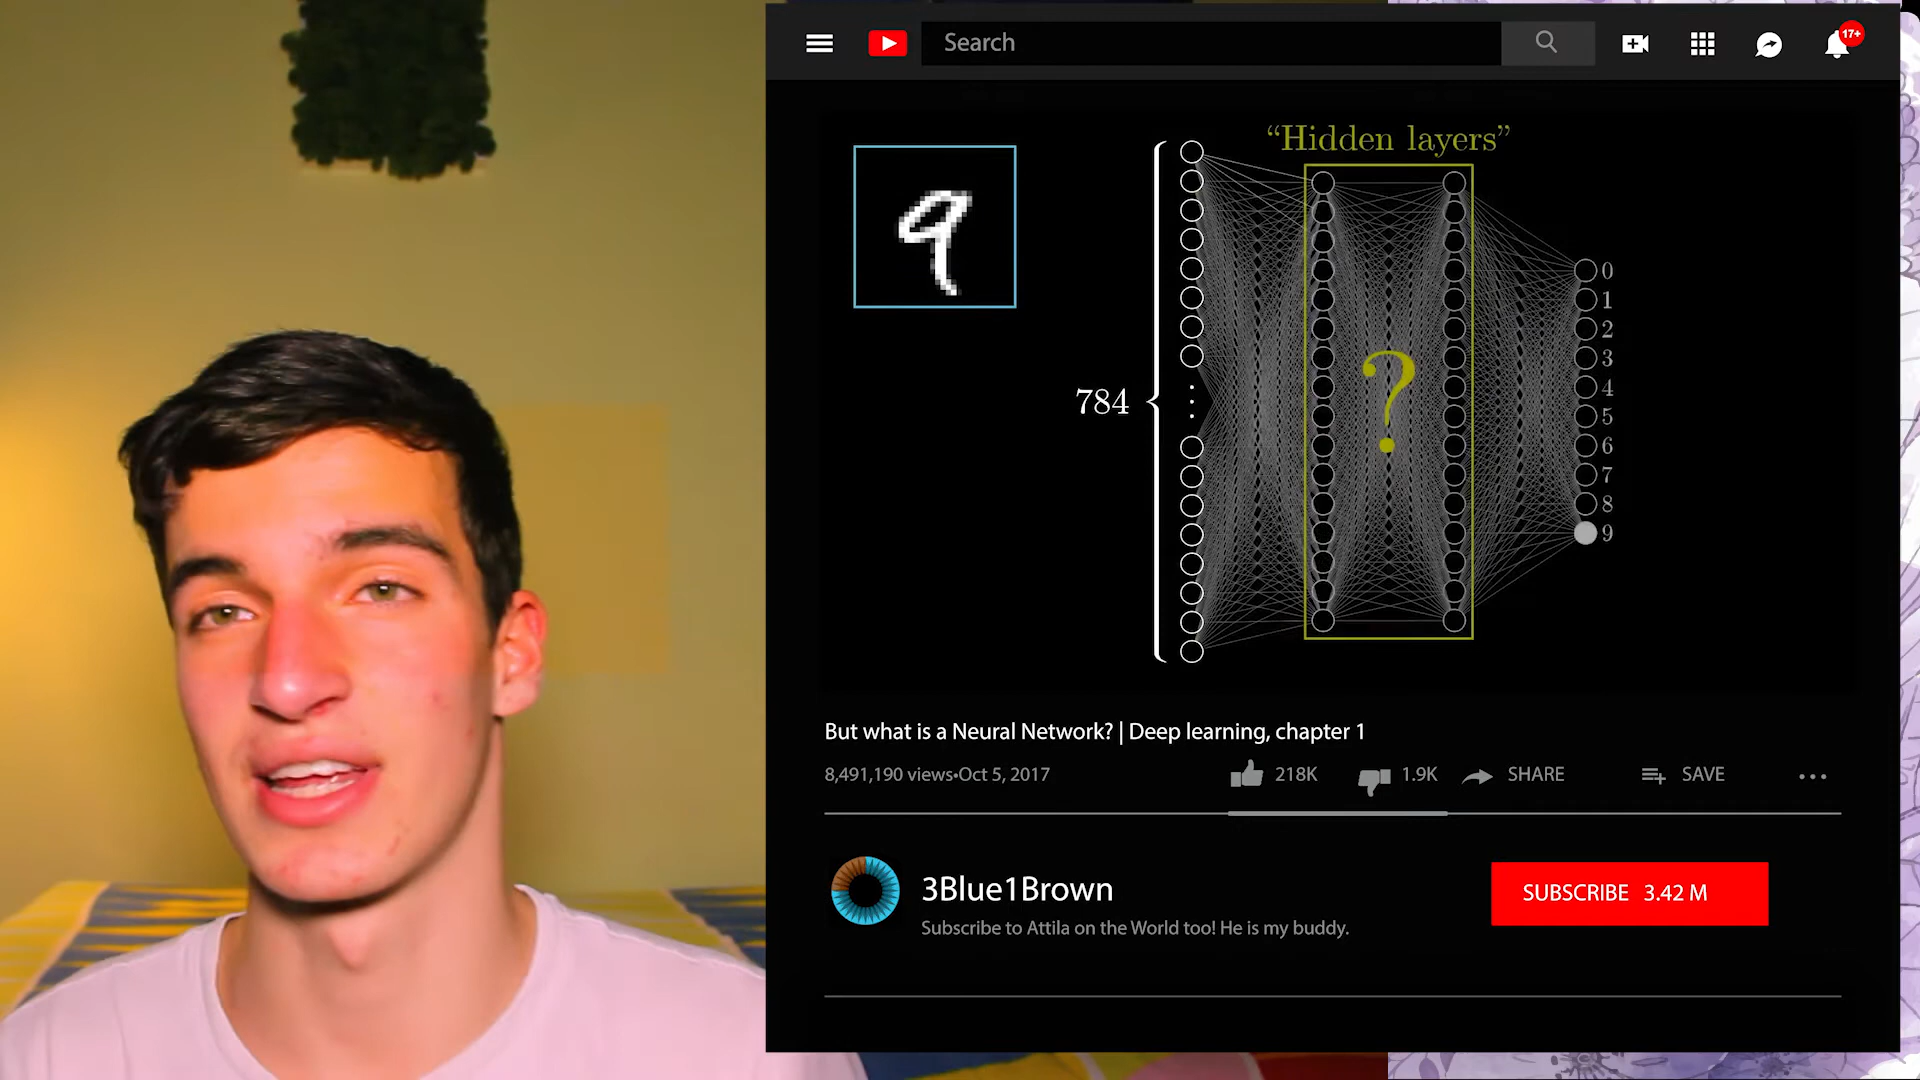 Search
17+
“Hidden layers”
784
0
1
2
3
4
5
6
7
8
9
?
But what is a Neural Network? | Deep learning, chapter 1
8,491,190 views•Oct 5, 2017
218K
1.9K
SHARE
SAVE
3Blue1Brown
SUBSCRIBE 3.42 M
Subscribe to Attila on the World too! He is my buddy.